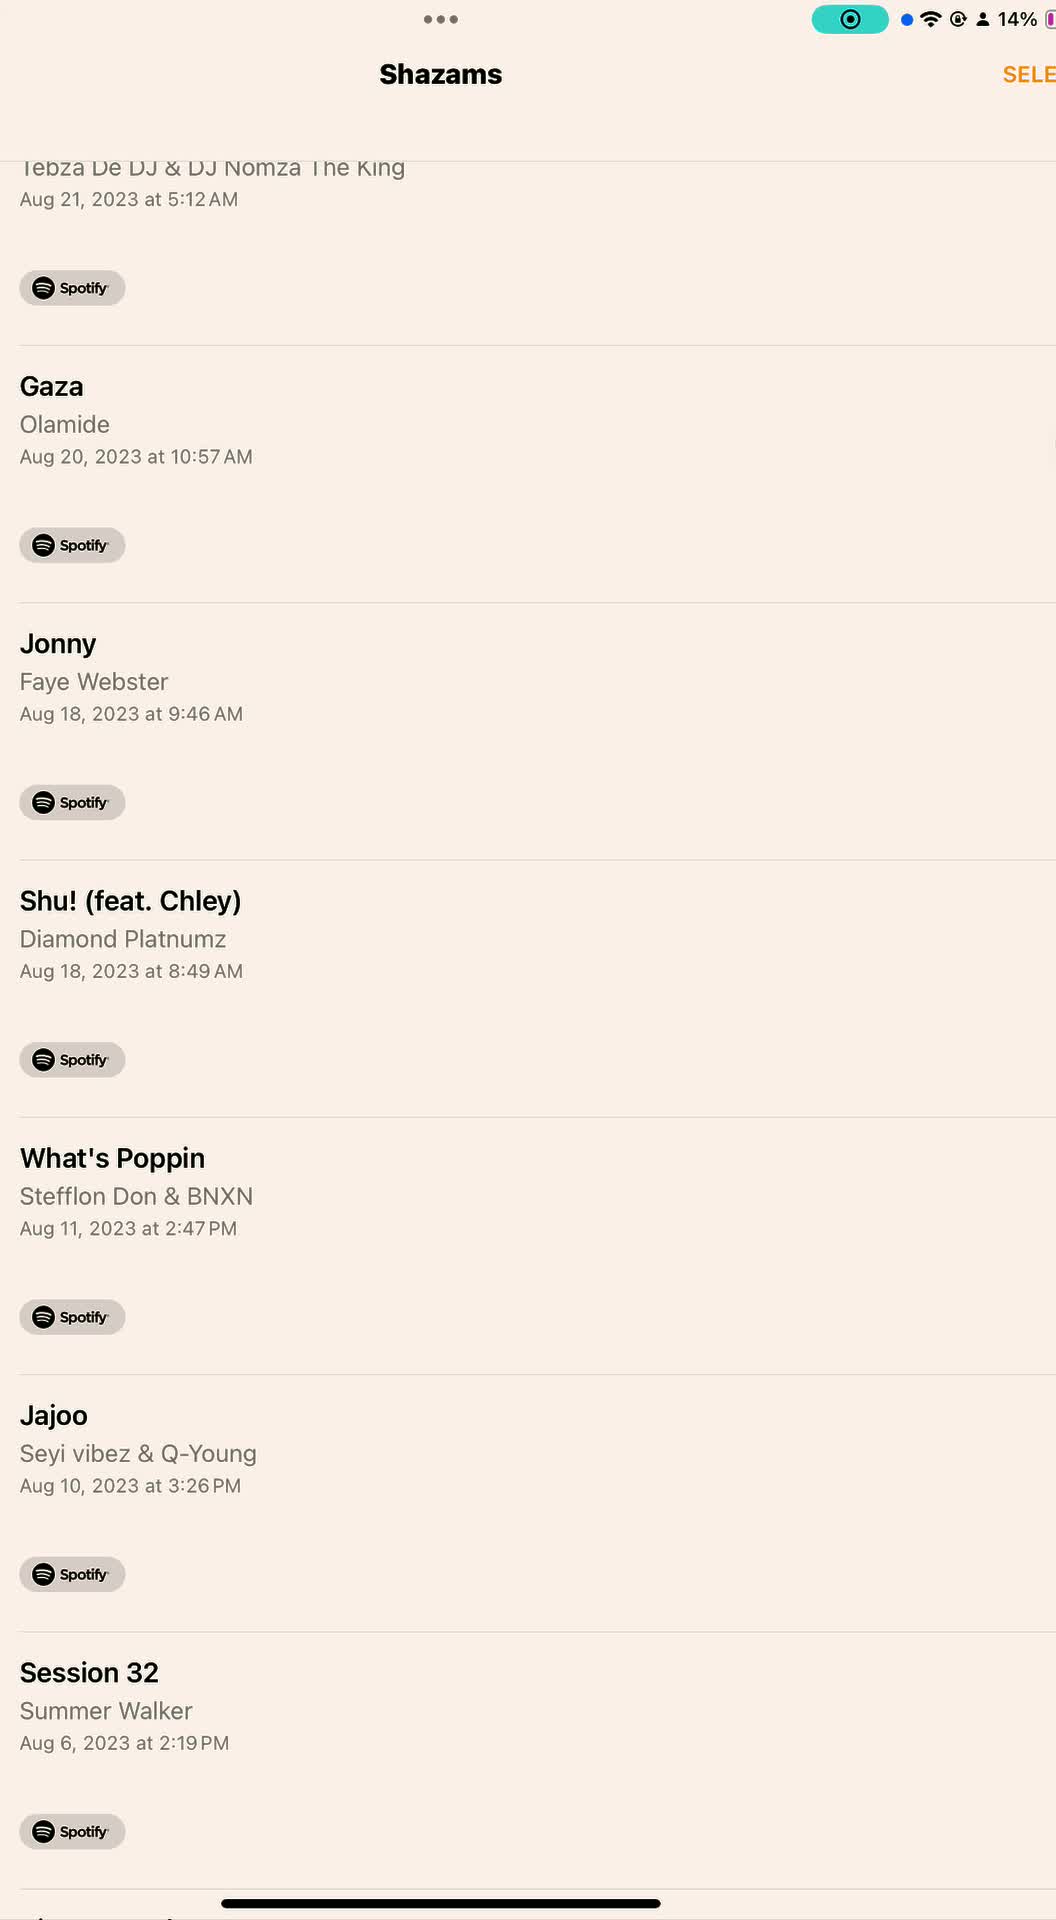 14%
Shazams
SELE
Tebza De DJ & DJ Nomza The King
Aug 21, 2023 at 5:12 AM
Spotify
Gaza
Olamide
Aug 20, 2023 at 10:57 AM
Spotify
Jonny
Faye Webster
Aug 18, 2023 at 9:46 AM
Spotify
Shu! (feat. Chley)
Diamond Platnumz
Aug 18, 2023 at 8:49 AM
Spotify
What's Poppin
Stefflon Don & BNXN
Aug 11, 2023 at 2:47 PM
Spotify
Jajoo
Seyi vibez & Q-Young
Aug 10, 2023 at 3:26 PM
Spotify
Session 32
Summer Walker
Aug 6, 2023 at 2:19 PM
Spotify